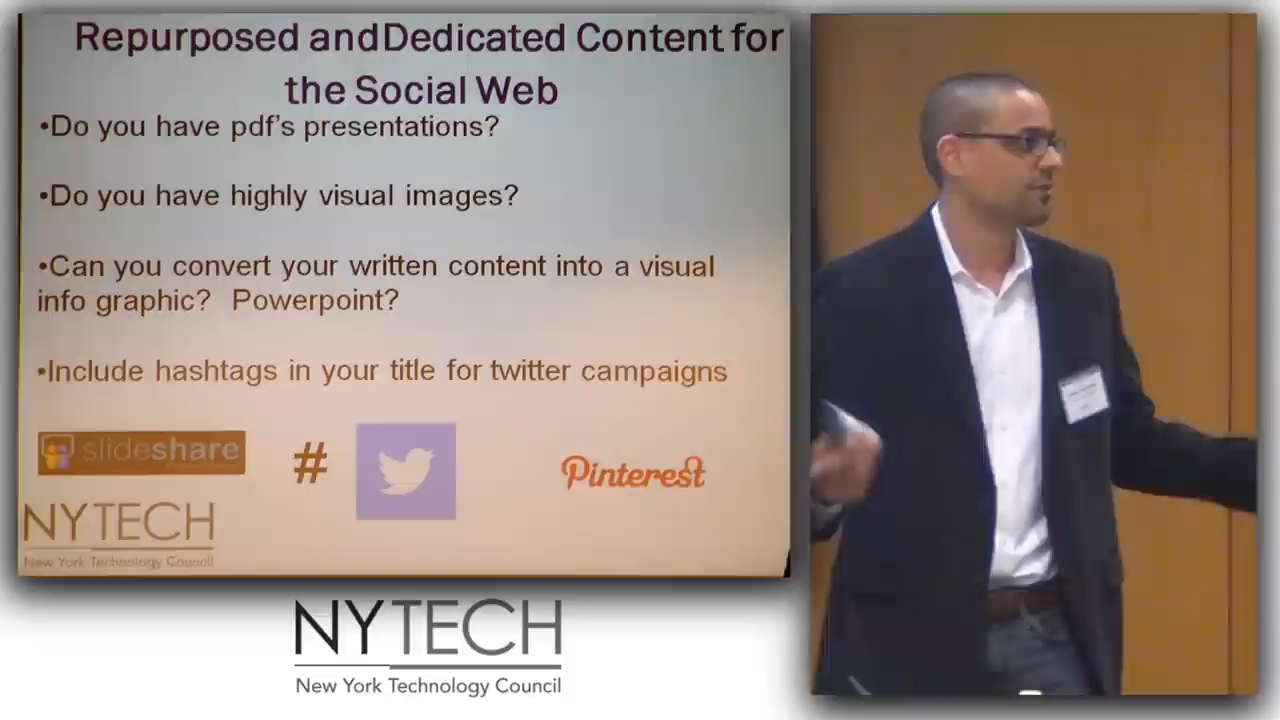 Repurposed and Dedicated Content for
the Social Web
•Do you have pdf's presentations?
•Do you have highly visual images?
•Can you convert your written content into a visual
info graphic? Powerpoint?
•Include hashtags in your title for twitter campaigns
slideshare
#
Pinterest
NYTECH
New York Technology Council
NYTECH
New York Technology Council